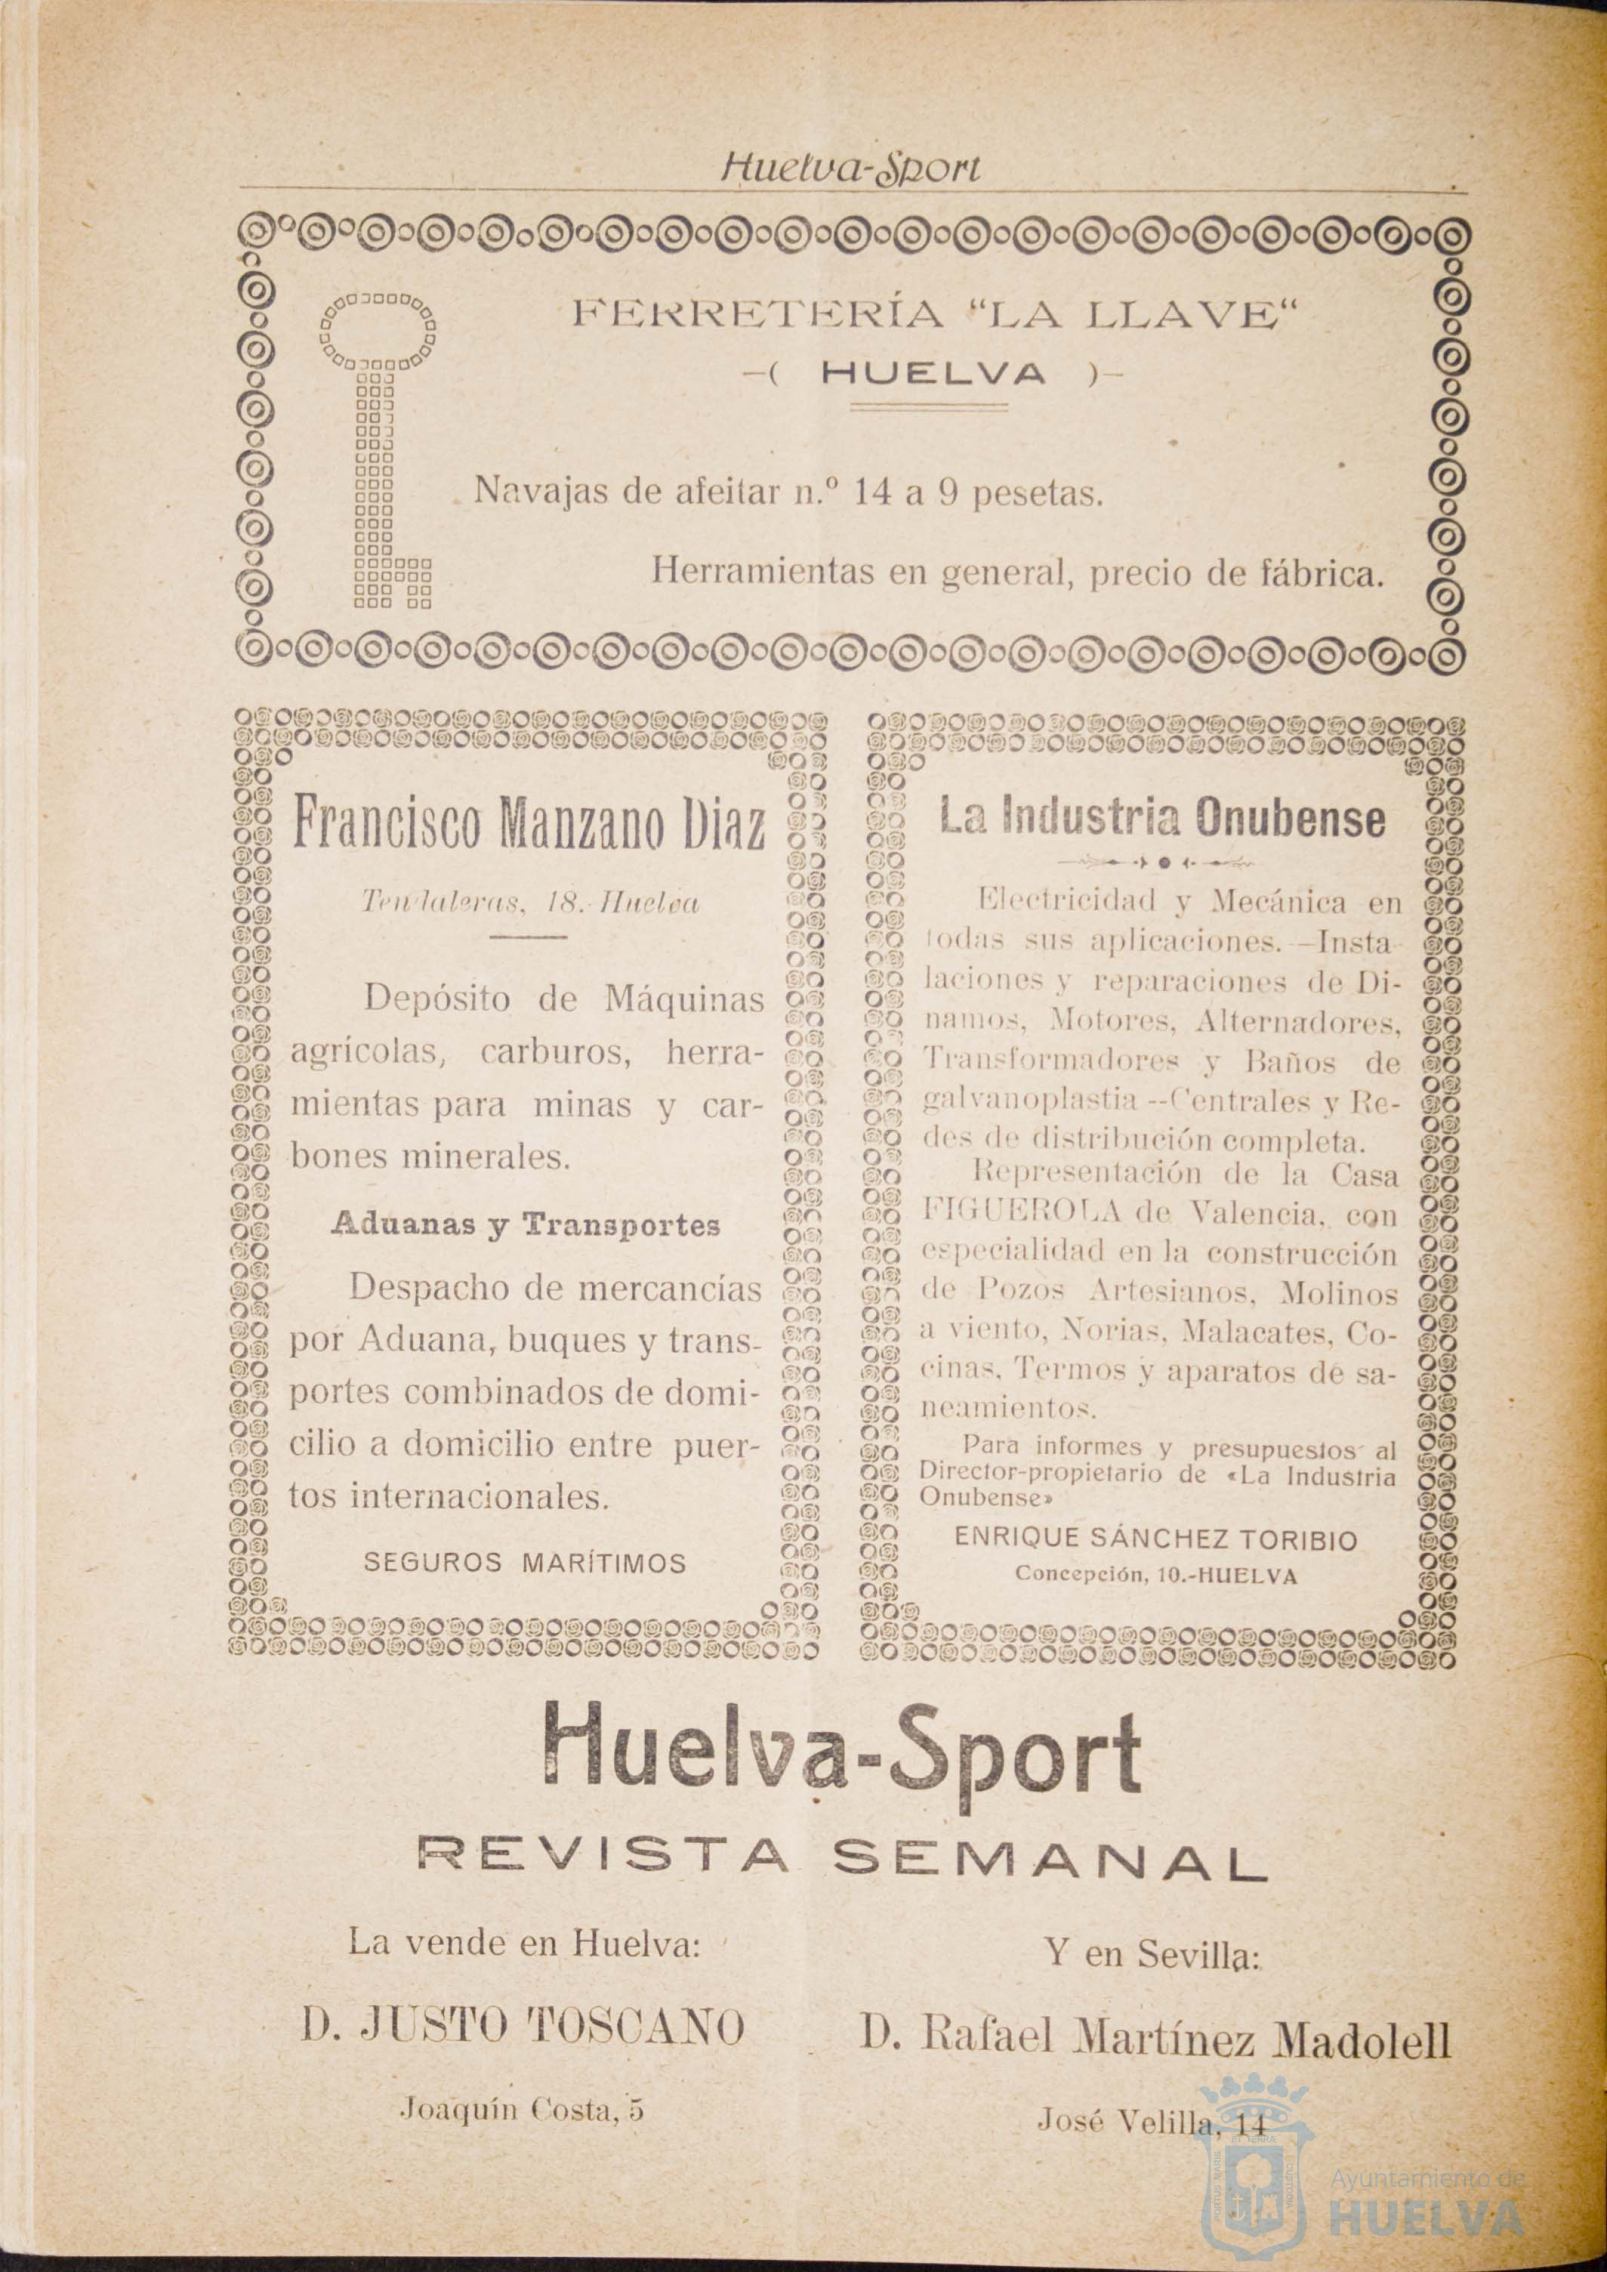 Huelva-Sport
FERRETERÍA “LA LLAVE“
—( HUELVA )—
Navajas de afeitar n.º 14 a 9 pesetas.
Herramientas en general, precio de fábrica.
Francisco Manzano Diaz
Tendaleras, 18.-Huelva
Depósito de Máquinas
agrícolas, carburos, herra-
mientas para minas y car-
bones minerales.
Aduanas y Transportes
Despacho de mercancías
por Aduana, buques y trans-
portes combinados de domi-
cilio a domicilio entre puer-
tos internacionales.
SEGUROS MARÍTIMOS
La Industria Onubense
Electricidad y Mecánica en
todas sus aplicaciones.—Insta-
laciones y reparaciones de Di-
namos, Motores, Alternadores,
Transformadores y Baños de
galvanoplastia--Centrales y Re-
des de distribución completa.
Representación de la Casa
FIGUEROLA de Valencia, con
especialidad en la construcción
de Pozos Artesianos, Molinos
a viento, Norias, Malacates, Co-
cinas, Termos y aparatos de sa-
neamientos.
Para informes y presupuestos al
Director-propietario de «La Industria
Onubense»
ENRIQUE SÁNCHEZ TORIBIO
Concepción, 10.-HUELVA
Huelva-Sport
REVISTA SEMANAL
La vende en Huelva:
D. JUSTO TOSCANO
Joaquín Costa, 5
Y en Sevilla:
D. Rafael Martínez Madolell
José Velilla, 14
Ayuntamiento de
HUELVA